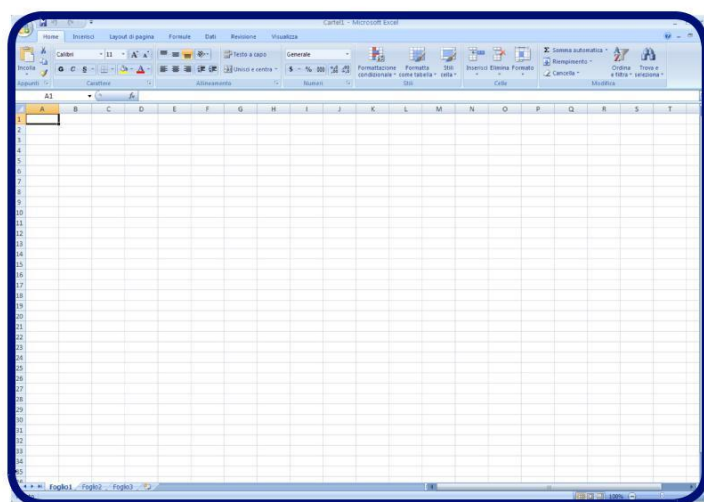 Cartel1 - Microsoft Excel
Home Inserisci Layout di pagina Formule Dati Revisione Visualizza
Incolla
Calibri 11
G C S
Testo a capo
Unisci e centra
Generale
$ % 000
Formattazione condizionale
Formatta come tabella
Stili cella
Inserisci Elimina Formato
Σ Somma automatica
Riempimento
Cancella
Ordina e filtra
Trova e seleziona
Appunti Carattere Allineamento Numeri Stili Celle Modifica
A1 fx
A B C D E F G H I J K L M N O P Q R S T
1
2
3
4
5
6
7
8
9
10
11
12
13
14
15
16
17
18
19
20
21
22
23
24
25
26
27
28
29
30
31
32
33
34
35
Foglio1 Foglio2 Foglio3
100%